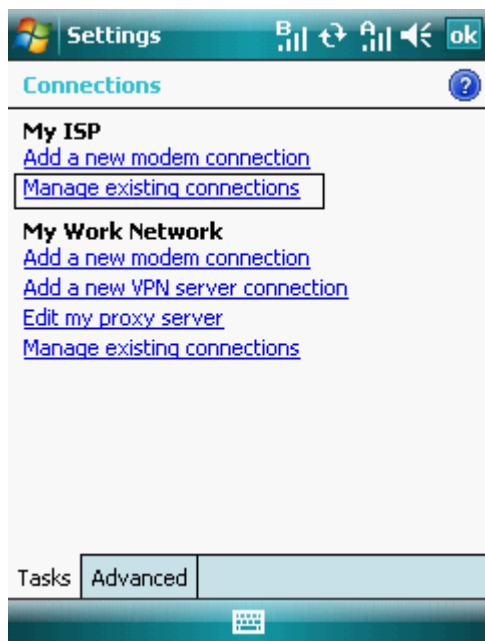 Settings
B
A
ok
Connections
?
My ISP
Add a new modem connection
Manage existing connections
My Work Network
Add a new modem connection
Add a new VPN server connection
Edit my proxy server
Manage existing connections
Tasks Advanced